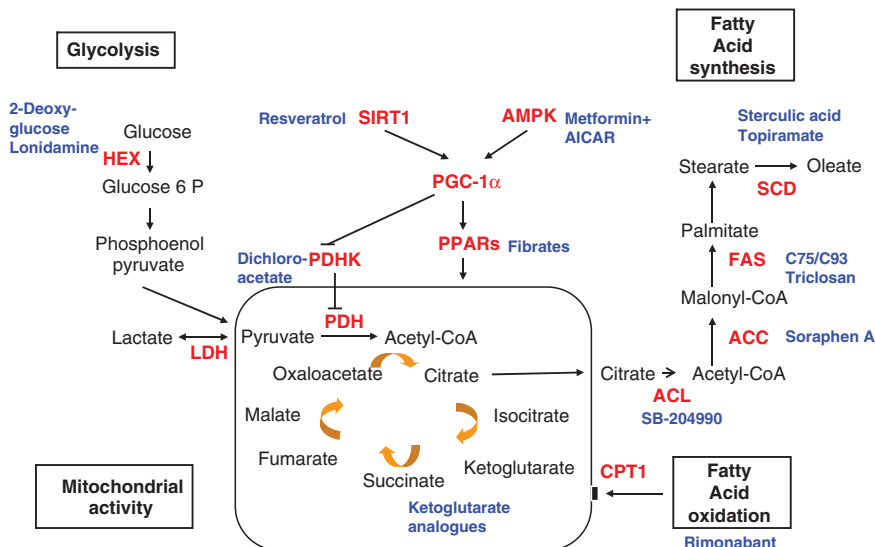 Glycolysis
Fatty
Acid
synthesis
2-Deoxy-
glucose
Lonidamine
Glucose
HEX
Glucose 6 P
Phosphoenol
pyruvate
Lactate
LDH
Resveratrol SIRT1
AMPK Metformin+
AICAR
PGC-1α
Dichloro-
acetate
PDHK
PPARs Fibrates
PDH
Pyruvate
Acetyl-CoA
Oxaloacetate
Citrate
Malate
Isocitrate
Fumarate
Ketoglutarate
Succinate
Ketoglutarate
analogues
Sterculic acid
Topiramate
Stearate
Oleate
SCD
Palmitate
FAS
C75/C93
Triclosan
Malonyl-CoA
ACC
Soraphen A
Citrate
Acetyl-CoA
ACL
SB-204990
CPT1
Mitochondrial
activity
Fatty
Acid
oxidation
Rimonabant